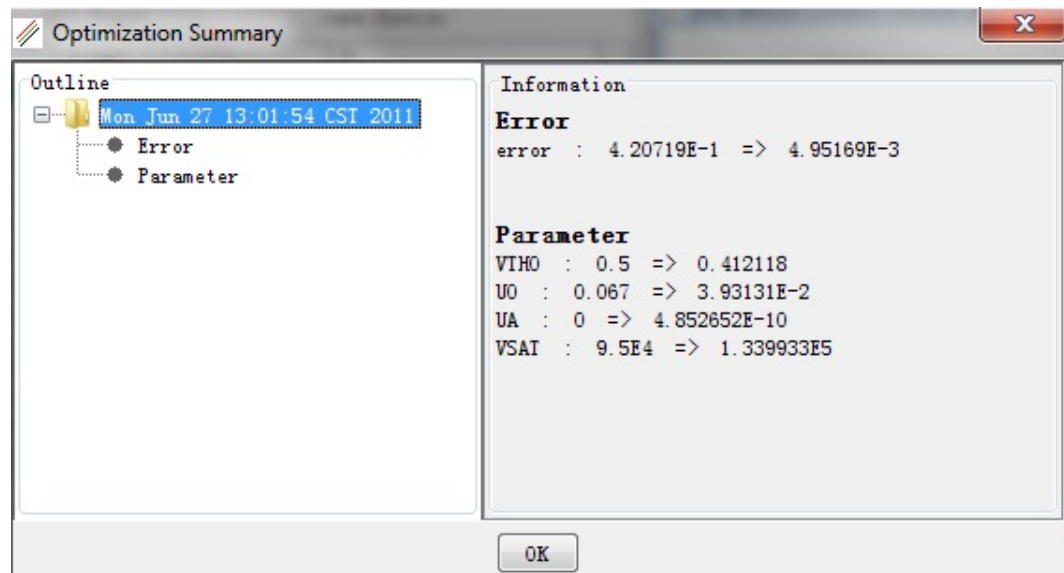 Optimization Summary
Outline
Mon Jun 27 13:01:54 CST 2011
Error
Parameter
Information
Error
error : 4.20719E-1 => 4.95169E-3
Parameter
VTH0 : 0.5 => 0.412118
U0 : 0.067 => 3.93131E-2
UA : 0 => 4.852652E-10
VSAT : 9.5E4 => 1.339933E5
OK